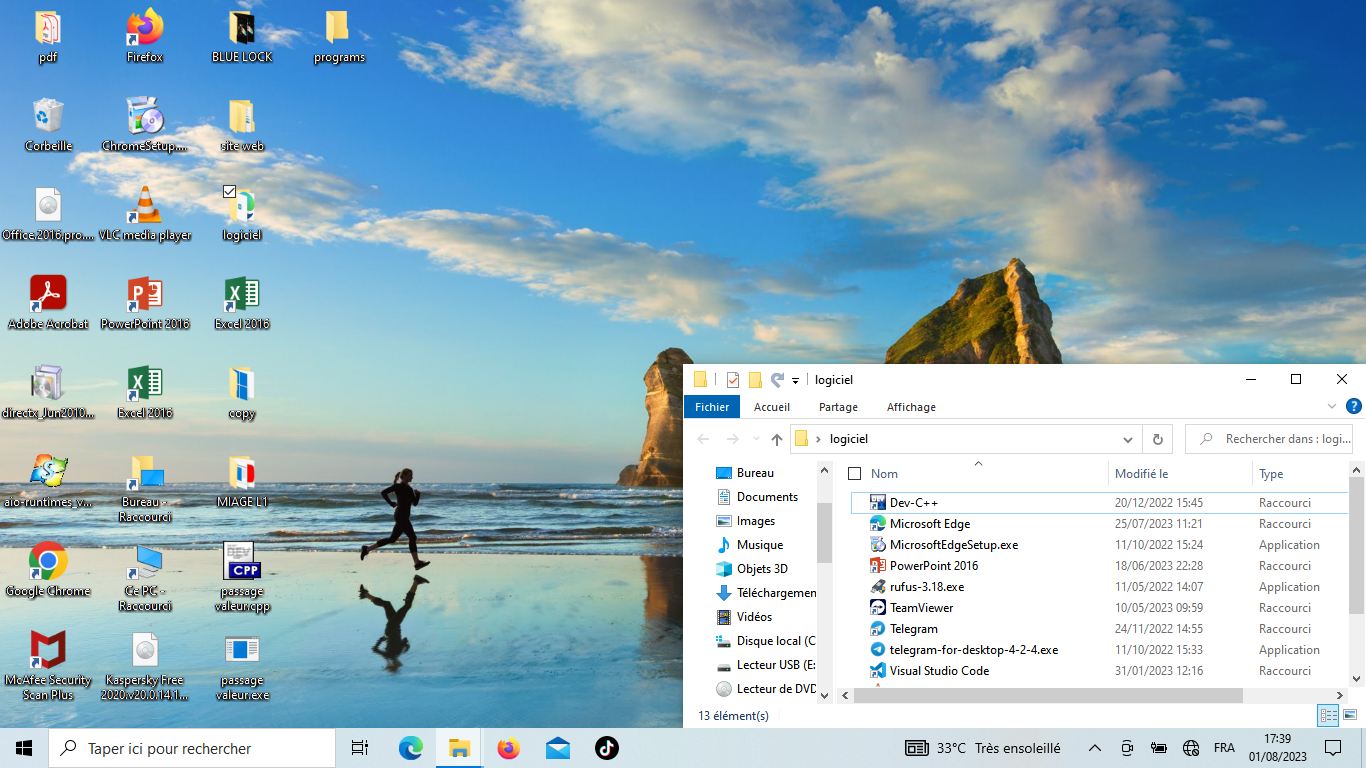 pdf
Firefox
BLUE LOCK
programs
Corbeille
ChromeSetup....
site web
Office.2016.pro....
VLC media player
logiciel
Adobe Acrobat
PowerPoint 2016
Excel 2016
directx_Jun2010...
Excel 2016
copy
aio-runtimes_v...
Bureau -
Raccourci
MIAGE L1
Google Chrome
Ce PC -
Raccourci
DEV
CPP
passage
valeur.cpp
McAfee Security
Scan Plus
Kaspersky Free
2020.v20.0.14.1...
passage
valeur.exe
logiciel
Fichier
Accueil
Partage
Affichage
logiciel
Rechercher dans : logi...
Bureau
Documents
Images
Musique
Objets 3D
Téléchargemen
Vidéos
Disque local (C
Lecteur USB (E:
Lecteur de DVD
Nom
Modifié le
Type
Dev-C++
20/12/2022 15:45
Raccourci
Microsoft Edge
25/07/2023 11:21
Raccourci
MicrosoftEdgeSetup.exe
11/10/2022 15:24
Application
PowerPoint 2016
18/06/2023 22:28
Raccourci
rufus-3.18.exe
11/05/2022 14:07
Application
TeamViewer
10/05/2023 09:59
Raccourci
Telegram
24/11/2022 14:55
Raccourci
telegram-for-desktop-4-2-4.exe
11/10/2022 15:33
Application
Visual Studio Code
31/01/2023 12:16
Raccourci
13 élément(s)
Taper ici pour rechercher
33°C
Très ensoleillé
FRA
17:39
01/08/2023